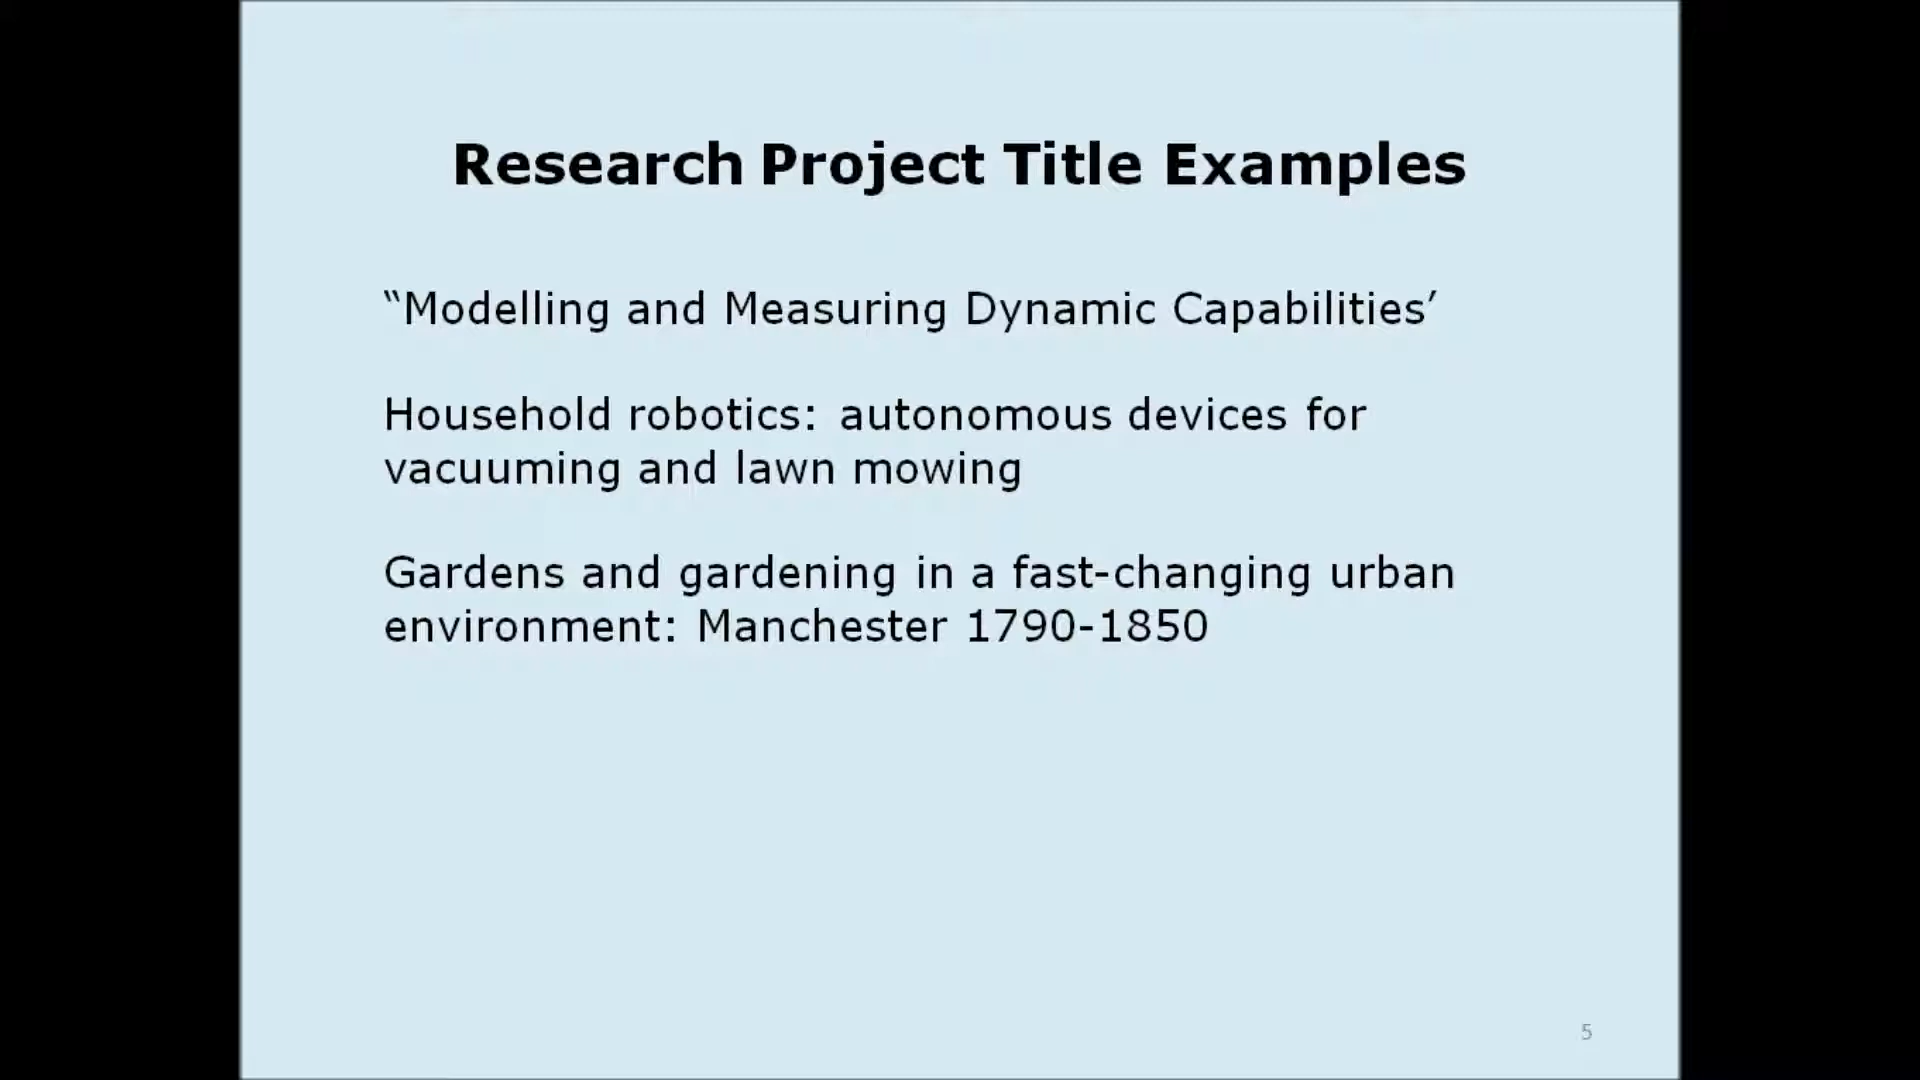 Research Project Title Examples
“Modelling and Measuring Dynamic Capabilities’
Household robotics: autonomous devices for
vacuuming and lawn mowing
Gardens and gardening in a fast-changing urban
environment: Manchester 1790-1850
5